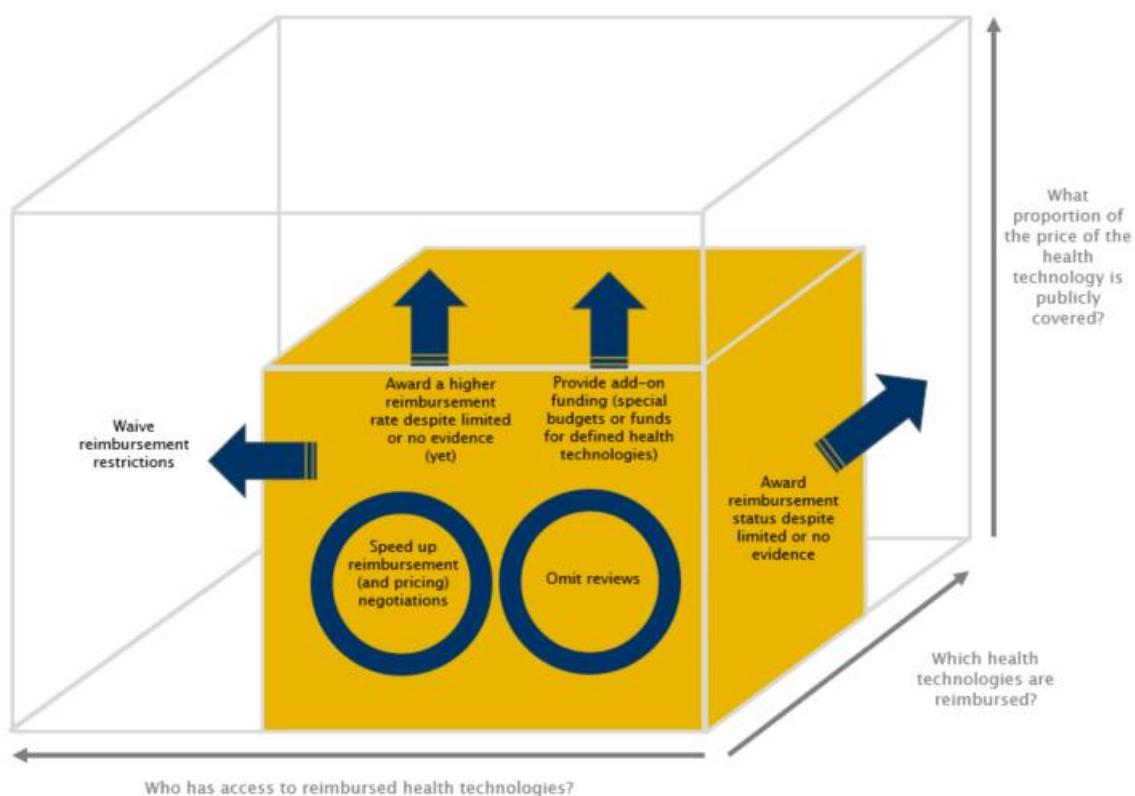 What
proportion of
the price of the
health
technology is
publicly
covered?
Award a higher
reimbursement
rate despite limited
or no evidence
(yet)
Provide add-on
funding (special
budgets or funds
for defined health
technologies)
Waive
reimbursement
restrictions
Award
reimbursement
status despite
limited or no
evidence
Speed up
reimbursement
(and pricing)
negotiations
Omit reviews
Which health
technologies are
reimbursed?
Who has access to reimbursed health technologies?